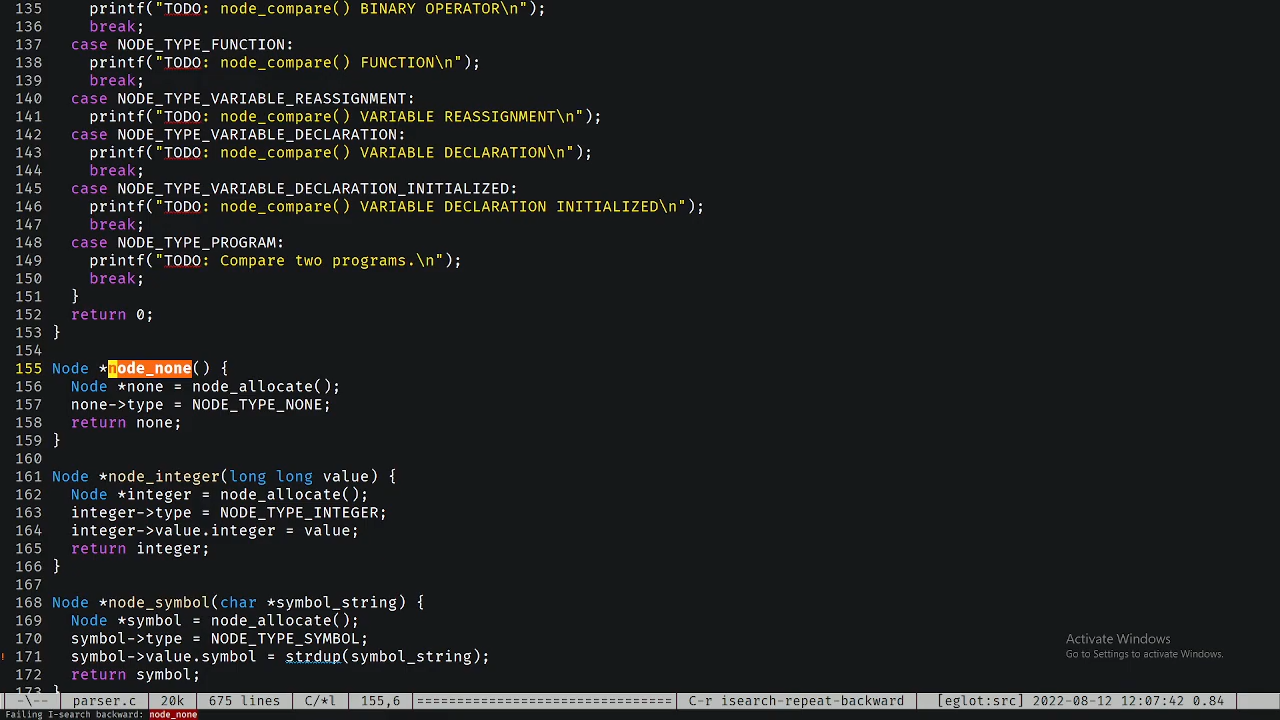 135     printf("TODO: node_compare() BINARY OPERATOR\n");
136     break;
137   case NODE_TYPE_FUNCTION:
138     printf("TODO: node_compare() FUNCTION\n");
139     break;
140   case NODE_TYPE_VARIABLE_REASSIGNMENT:
141     printf("TODO: node_compare() VARIABLE REASSIGNMENT\n");
142   case NODE_TYPE_VARIABLE_DECLARATION:
143     printf("TODO: node_compare() VARIABLE DECLARATION\n");
144     break;
145   case NODE_TYPE_VARIABLE_DECLARATION_INITIALIZED:
146     printf("TODO: node_compare() VARIABLE DECLARATION INITIALIZED\n");
147     break;
148   case NODE_TYPE_PROGRAM:
149     printf("TODO: Compare two programs.\n");
150     break;
151   }
152   return 0;
153 }
154
155 Node *node_none() {
156   Node *none = node_allocate();
157   none->type = NODE_TYPE_NONE;
158   return none;
159 }
160
161 Node *node_integer(long long value) {
162   Node *integer = node_allocate();
163   integer->type = NODE_TYPE_INTEGER;
164   integer->value.integer = value;
165   return integer;
166 }
167
168 Node *node_symbol(char *symbol_string) {
169   Node *symbol = node_allocate();
170   symbol->type = NODE_TYPE_SYMBOL;
! 171   symbol->value.symbol = strdup(symbol_string);
172   return symbol;
173 }
Activate Windows
Go to Settings to activate Windows.
-\-- parser.c 20k 675 lines C/*l 155,6 ============================ C-r isearch-repeat-backward [eglot:src] 2022-08-12 12:07:42 0.84
Failing I-search backward: node_none